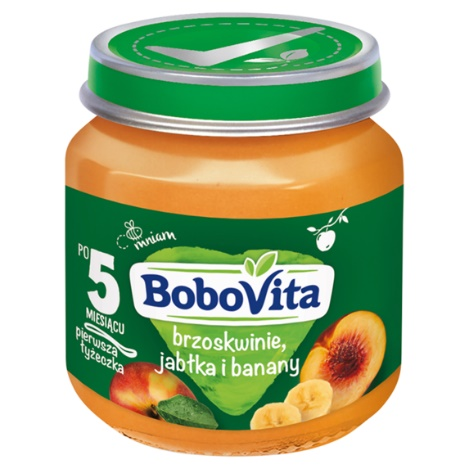 mniam
PO
5
MIESIĄCU
pierwsza
łyżeczka
BoboVita
brzoskwinie,
jabłka i banany